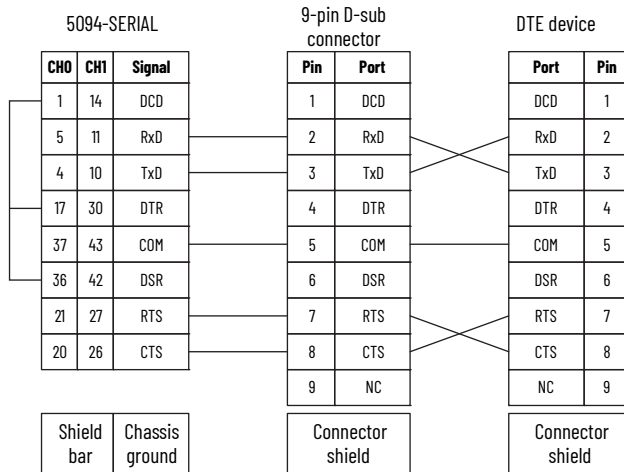 5094-SERIAL
9-pin D-sub
connector
DTE device
CH0 CH1 Signal
Pin Port
Port Pin
1 14 DCD
1 DCD
DCD 1
5 11 RxD
2 RxD
RxD 2
4 10 TxD
3 TxD
TxD 3
17 30 DTR
4 DTR
DTR 4
37 43 COM
5 COM
COM 5
36 42 DSR
6 DSR
DSR 6
21 27 RTS
7 RTS
RTS 7
20 26 CTS
8 CTS
CTS 8
9 NC
NC 9
Shield
bar
Chassis
ground
Connector
shield
Connector
shield